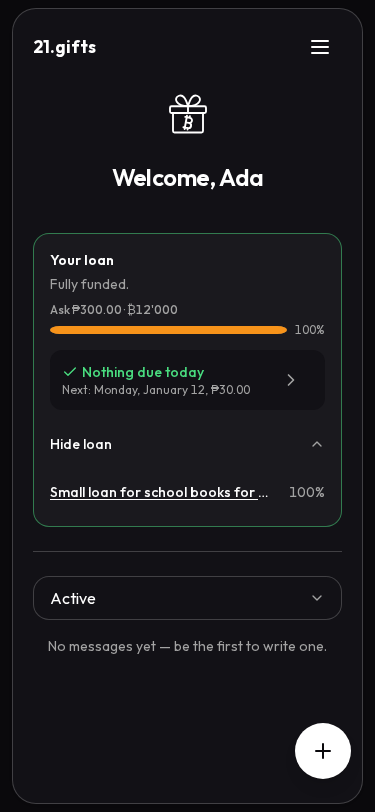 21.gifts
Welcome, Ada
Your loan
Fully funded.
Ask ₱300.00 · ₿12'000
100%
Nothing due today
Next: Monday, January 12, ₱30.00
Hide loan
Small loan for school books for ...
100%
Active
No messages yet — be the first to write one.